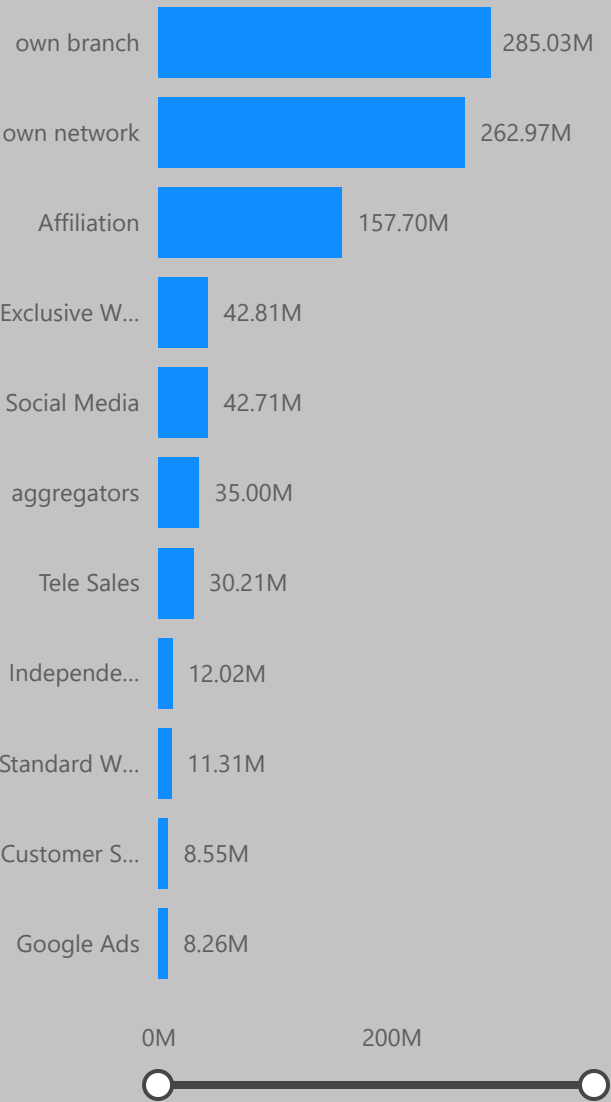 own branch 285.03M
own network 262.97M
Affiliation 157.70M
Exclusive W... 42.81M
Social Media 42.71M
aggregators 35.00M
Tele Sales 30.21M
Independe... 12.02M
Standard W... 11.31M
Customer S... 8.55M
Google Ads 8.26M
0M 200M